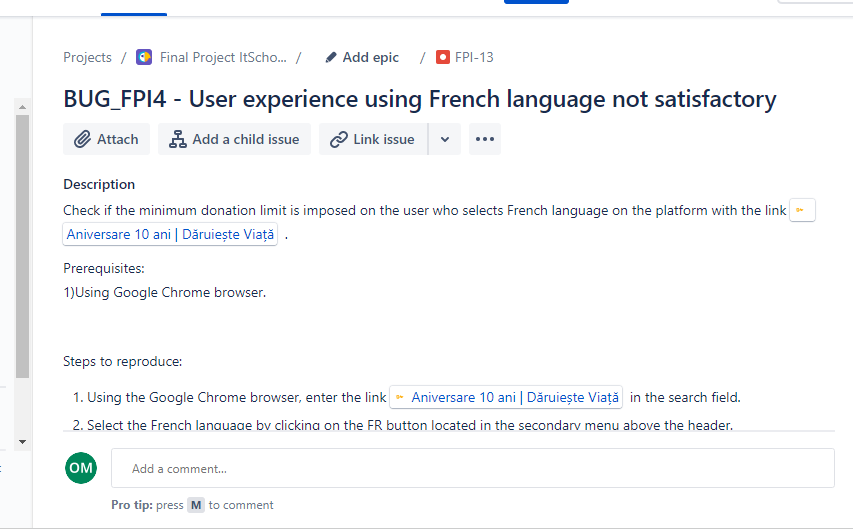 Projects / Final Project ItScho... / Add epic / FPI-13
BUG_FPI4 - User experience using French language not satisfactory
Attach Add a child issue Link issue
Description
Check if the minimum donation limit is imposed on the user who selects French language on the platform with the link
Aniversare 10 ani | Dăruiește Viață .
Prerequisites:
1)Using Google Chrome browser.
Steps to reproduce:
1. Using the Google Chrome browser, enter the link Aniversare 10 ani | Dăruiește Viață in the search field.
2. Select the French language by clicking on the FR button located in the secondary menu above the header.
OM Add a comment...
Pro tip: press M to comment